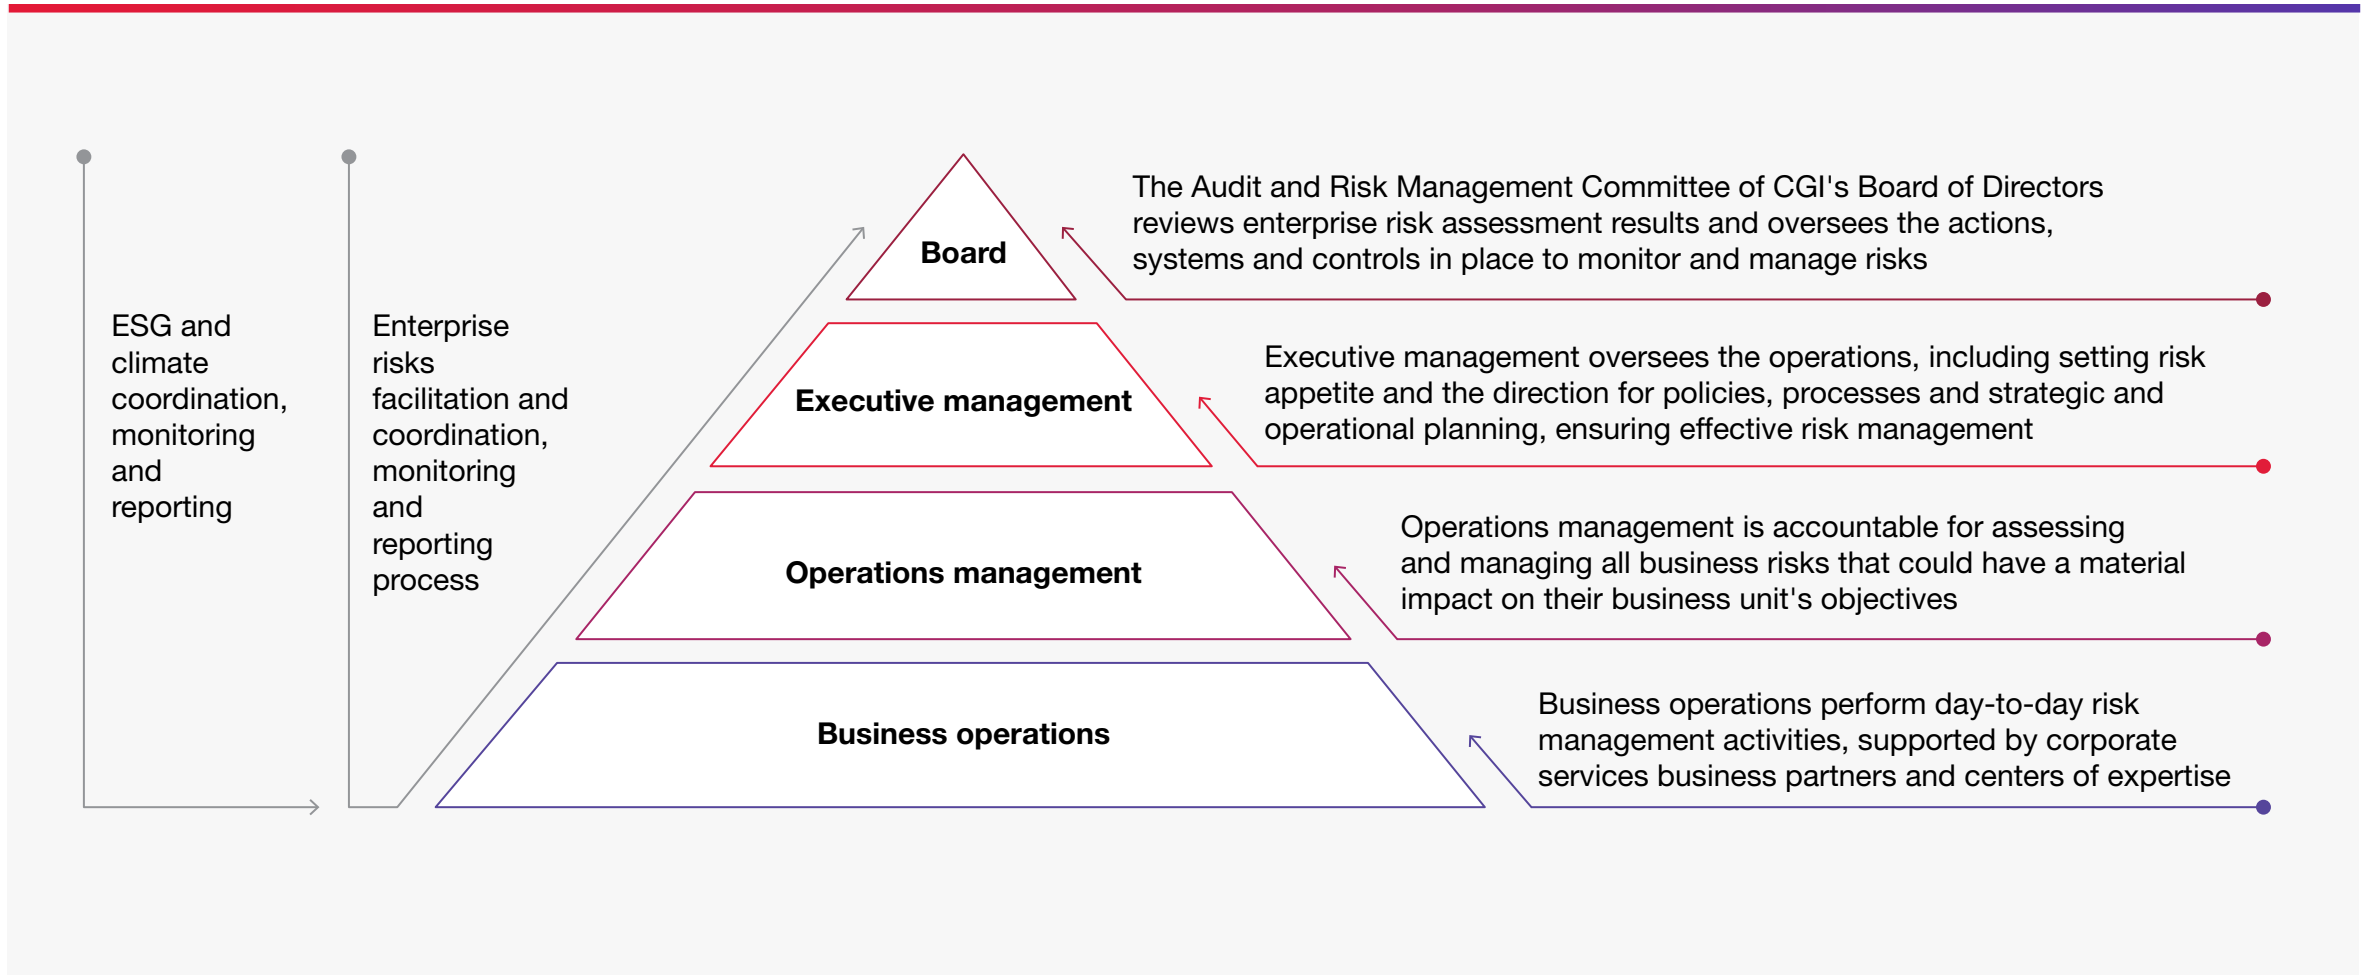 ESG and
climate
coordination,
monitoring
and
reporting
Enterprise
risks
facilitation and
coordination,
monitoring
and
reporting
process
Board
The Audit and Risk Management Committee of CGI's Board of Directors
reviews enterprise risk assessment results and oversees the actions,
systems and controls in place to monitor and manage risks
Executive management
Executive management oversees the operations, including setting risk
appetite and the direction for policies, processes and strategic and
operational planning, ensuring effective risk management
Operations management
Operations management is accountable for assessing
and managing all business risks that could have a material
impact on their business unit's objectives
Business operations
Business operations perform day-to-day risk
management activities, supported by corporate
services business partners and centers of expertise